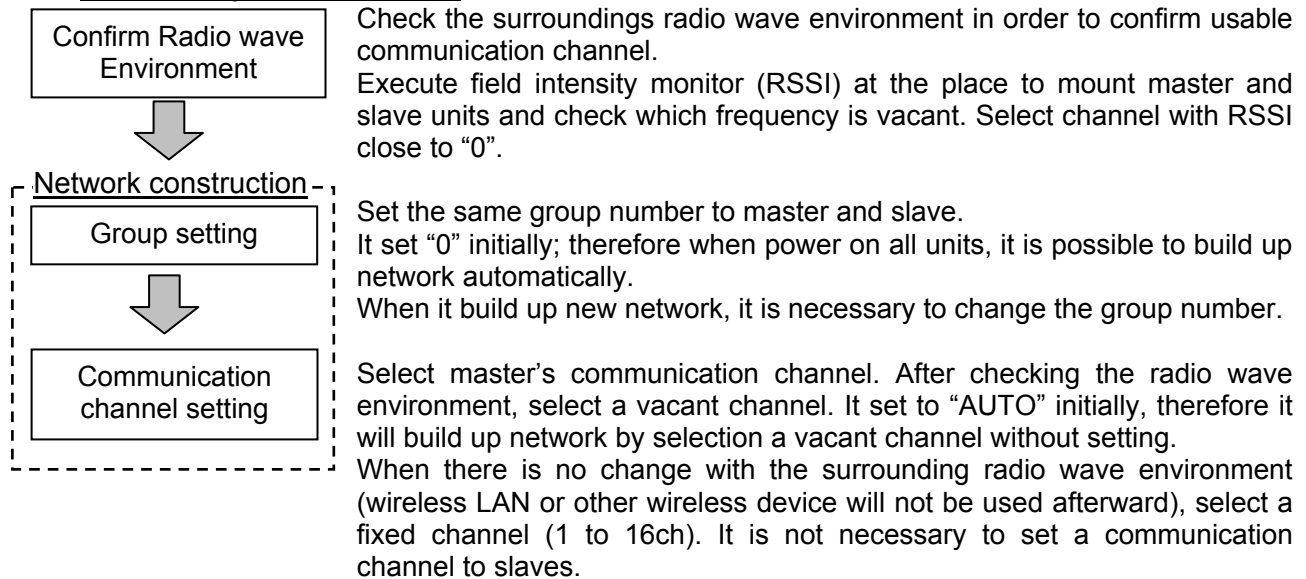 Confirm Radio wave
Environment
Check the surroundings radio wave environment in order to confirm usable
communication channel.
Execute field intensity monitor (RSSI) at the place to mount master and
slave units and check which frequency is vacant. Select channel with RSSI
close to “0”.
Network construction
Group setting
Set the same group number to master and slave.
It set “0” initially; therefore when power on all units, it is possible to build up
network automatically.
When it build up new network, it is necessary to change the group number.
Communication
channel setting
Select master’s communication channel. After checking the radio wave
environment, select a vacant channel. It set to “AUTO” initially, therefore it
will build up network by selection a vacant channel without setting.
When there is no change with the surrounding radio wave environment
(wireless LAN or other wireless device will not be used afterward), select a
fixed channel (1 to 16ch). It is not necessary to set a communication
channel to slaves.